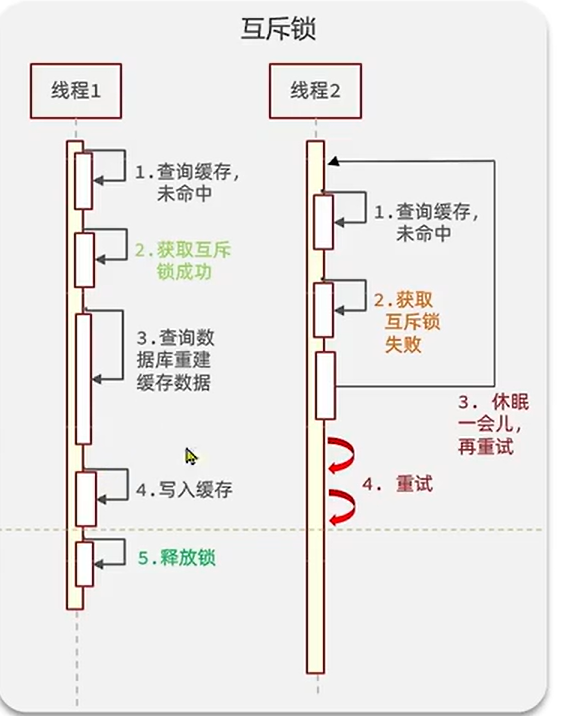 互斥锁
线程1
线程2
1.查询缓存，
未命中
2.获取互斥
锁成功
3.查询数
据库重建
缓存数据
4.写入缓存
5.释放锁
1.查询缓存，
未命中
2.获取
互斥锁
失败
3. 休眠
一会儿，
再重试
4. 重试